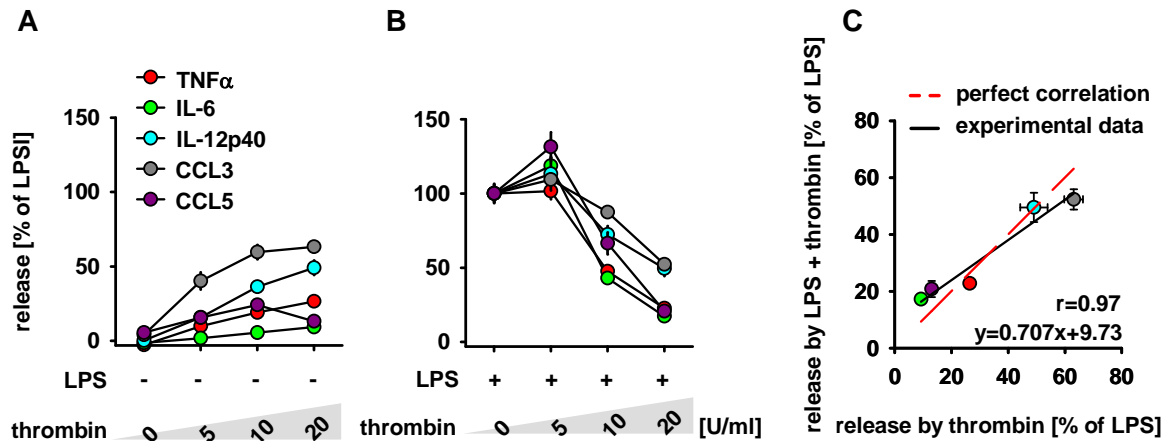 A
TNFα
IL-6
IL-12p40
CCL3
CCL5
release [% of LPSI]
150
100
50
0
LPS - - - -
thrombin 0 5 10 20
B
150
100
50
0
LPS + + + +
thrombin 0 5 10 20 [U/ml]
C
perfect correlation
experimental data
release by LPS + thrombin [% of LPS]
80
60
40
20
0
r=0.97
y=0.707x+9.73
0 20 40 60 80
release by thrombin [% of LPS]